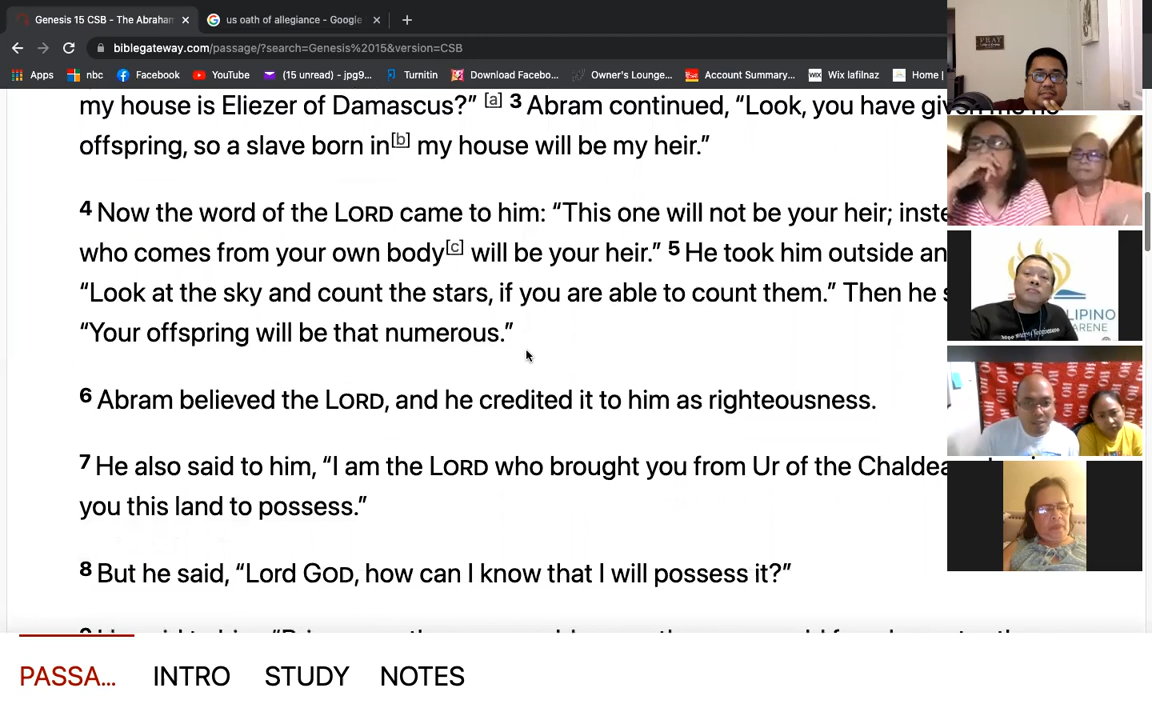 Genesis 15 CSB - The Abraham
us oath of allegiance - Google
biblegateway.com/passage/?search=Genesis%2015&version=CSB
Apps nbc Facebook YouTube (15 unread) - jpg9... Turnitin Download Facebo... Owner's Lounge... Account Summary... WIX Wix lafilnaz Home |
PRAY
my house is Eliezer of Damascus?” [a] 3 Abram continued, “Look, you have given me no
offspring, so a slave born in[b] my house will be my heir.”
4 Now the word of the LORD came to him: “This one will not be your heir; inste
who comes from your own body[c] will be your heir.” 5 He took him outside an
“Look at the sky and count the stars, if you are able to count them.” Then he s
“Your offspring will be that numerous.”
6 Abram believed the LORD, and he credited it to him as righteousness.
7 He also said to him, “I am the LORD who brought you from Ur of the Chaldea
you this land to possess.”
8 But he said, “Lord GOD, how can I know that I will possess it?”
LIPINO
ARENE
OH
PASSA... INTRO STUDY NOTES